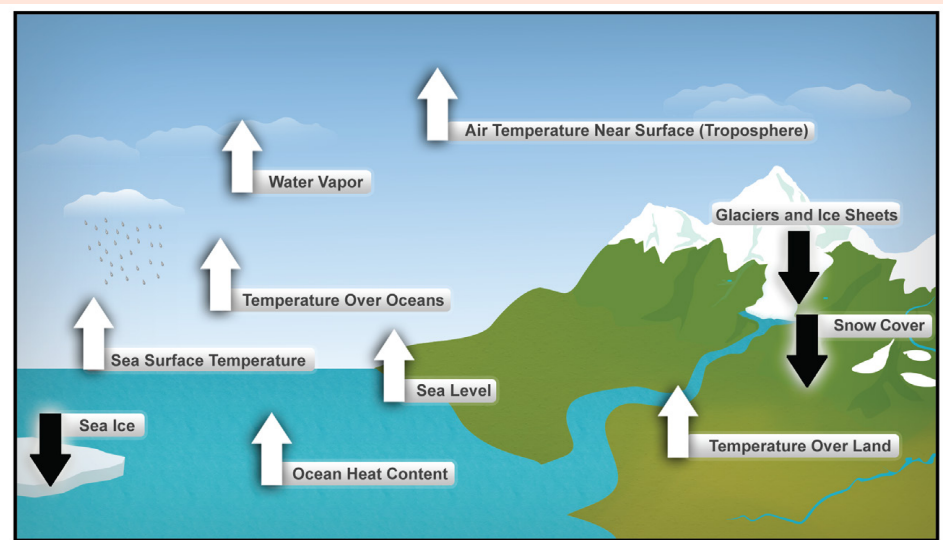 Air Temperature Near Surface (Troposphere)
Water Vapor
Glaciers and Ice Sheets
Temperature Over Oceans
Snow Cover
Sea Surface Temperature
Sea Level
Sea Ice
Temperature Over Land
Ocean Heat Content